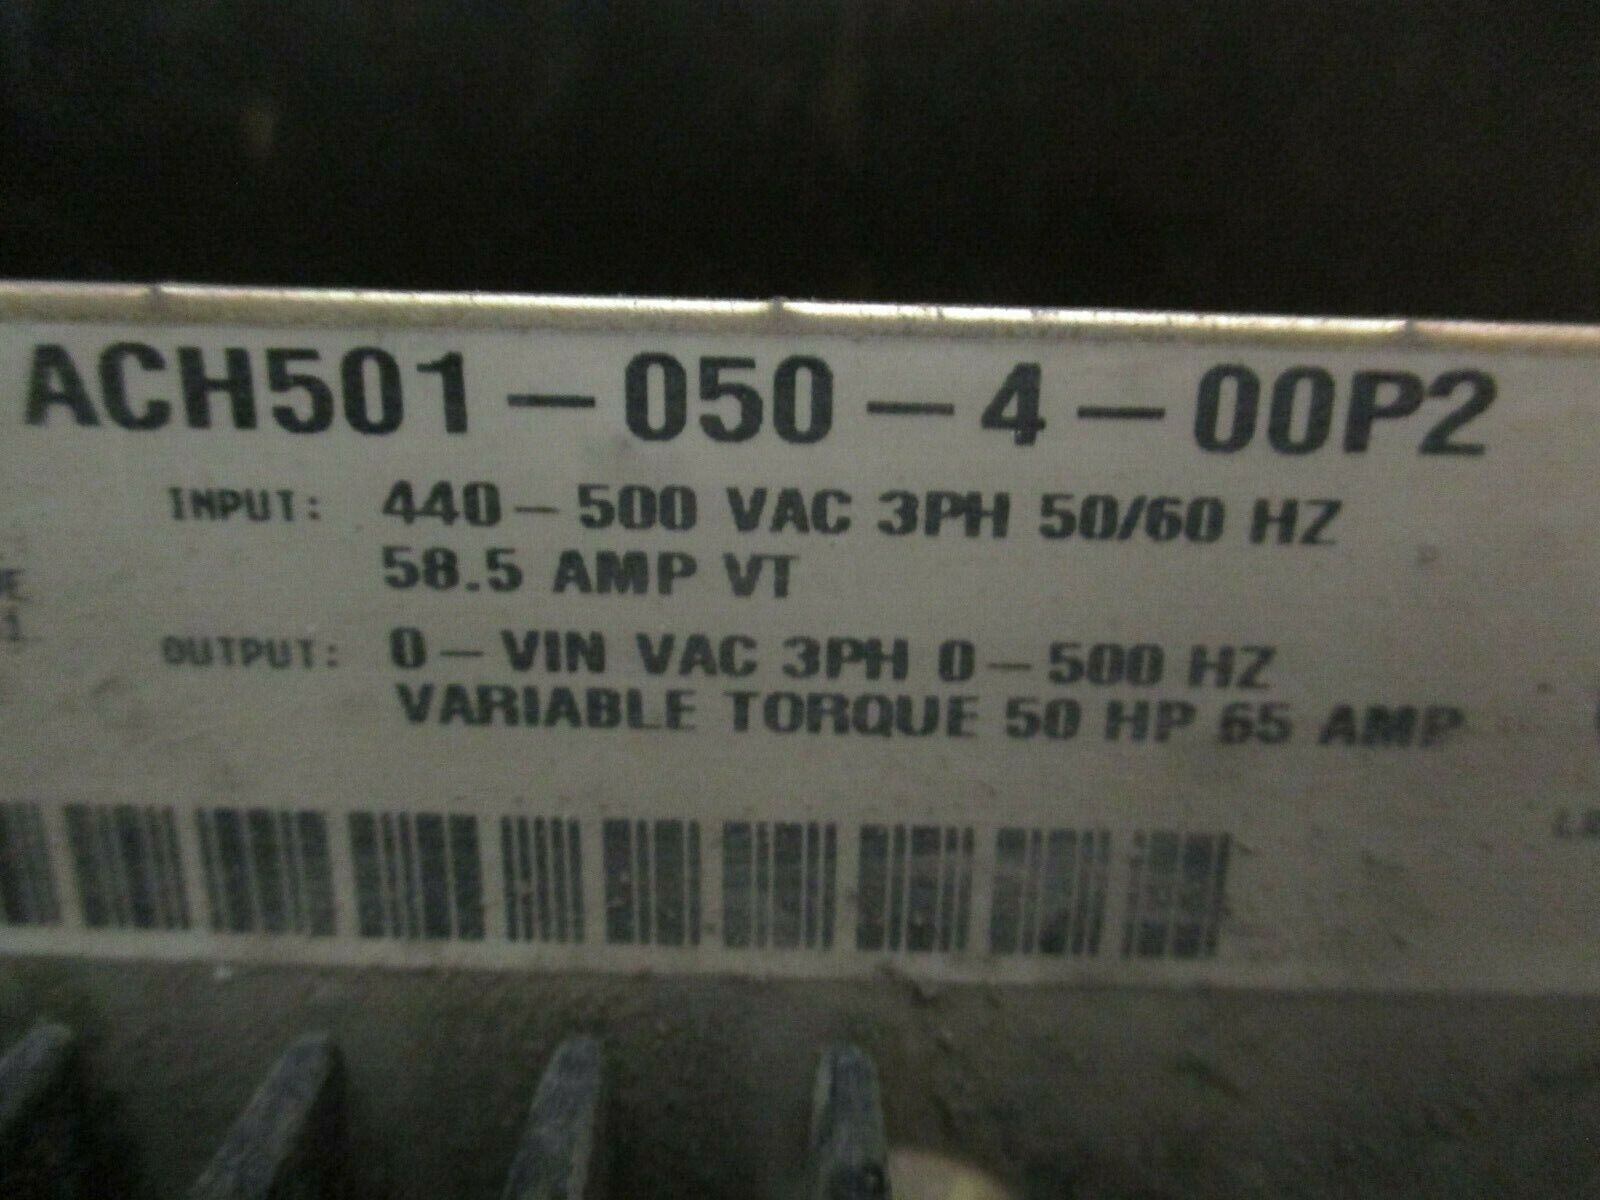 ACH501-050-4-00P2
INPUT: 440-500 VAC 3PH 50/60 HZ
58.5 AMP VT
OUTPUT: 0-VIN VAC 3PH 0-500 HZ
VARIABLE TORQUE 50 HP 65 AMP